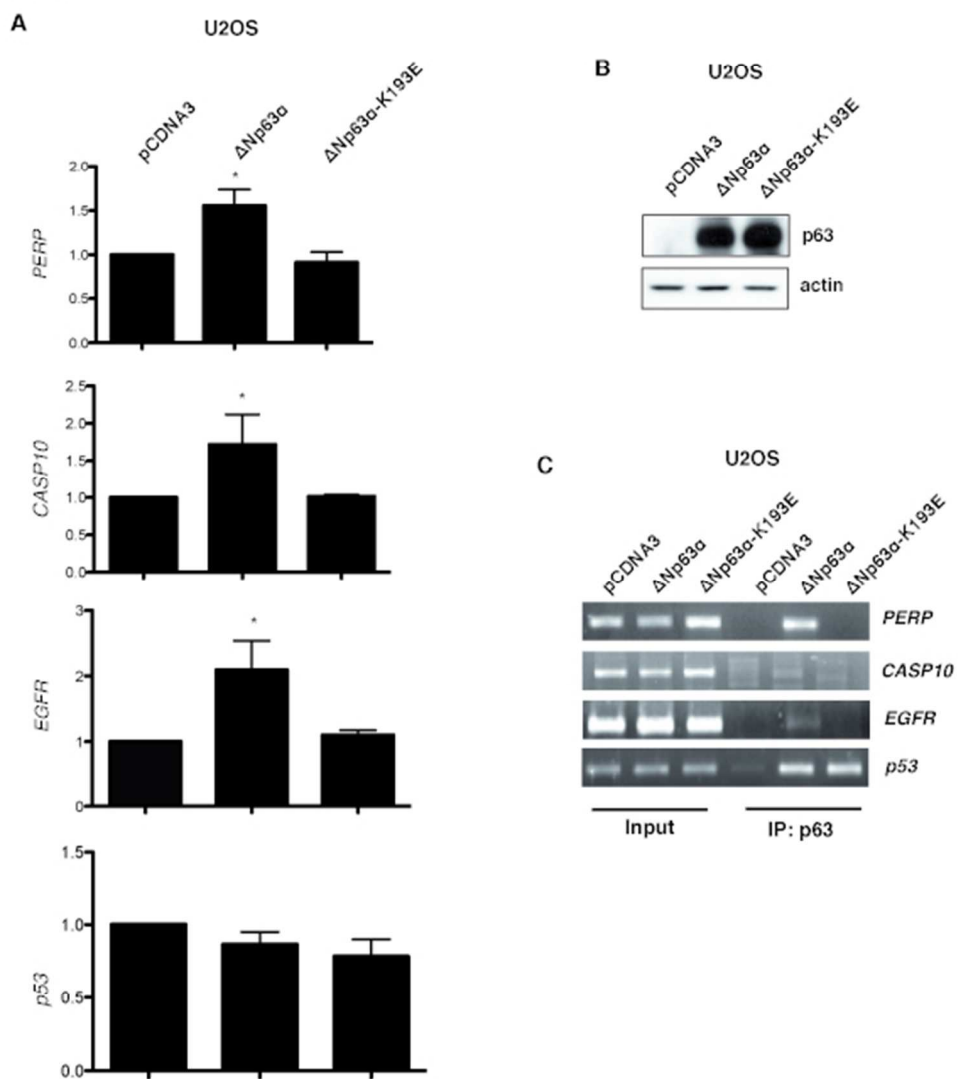 A
U2OS
pCDNA3
ΔNp63α
ΔNp63α-K193E
PERP
2.0
*
1.5
1.0
0.5
0.0
CASP10
2.5
*
2.0
1.5
1.0
0.5
0.0
EGFR
3
*
2
1
0
p53
1.5
1.0
0.5
0.0
B
U2OS
pCDNA3
ΔNp63α
ΔNp63α-K193E
p63
actin
C
U2OS
pCDNA3
ΔNp63α
ΔNp63α-K193E
pCDNA3
ΔNp63α
ΔNp63α-K193E
PERP
CASP10
EGFR
p53
Input
IP: p63